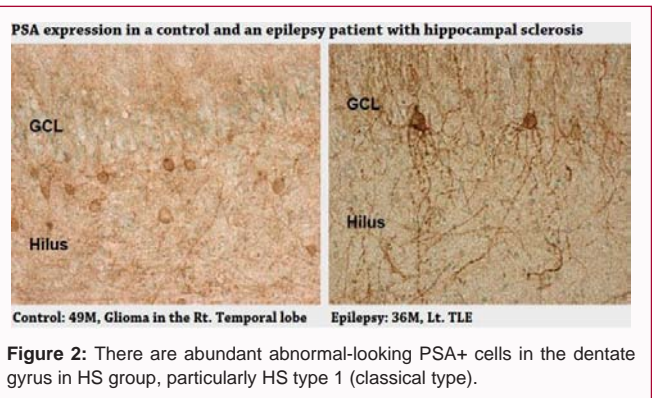 PSA expression in a control and an epilepsy patient with hippocampal sclerosis
GCL
Hilus
GCL
Hilus
Control: 49M, Glioma in the Rt. Temporal lobe
Epilepsy: 36M, Lt. TLE
Figure 2: There are abundant abnormal-looking PSA+ cells in the dentate
gyrus in HS group, particularly HS type 1 (classical type).